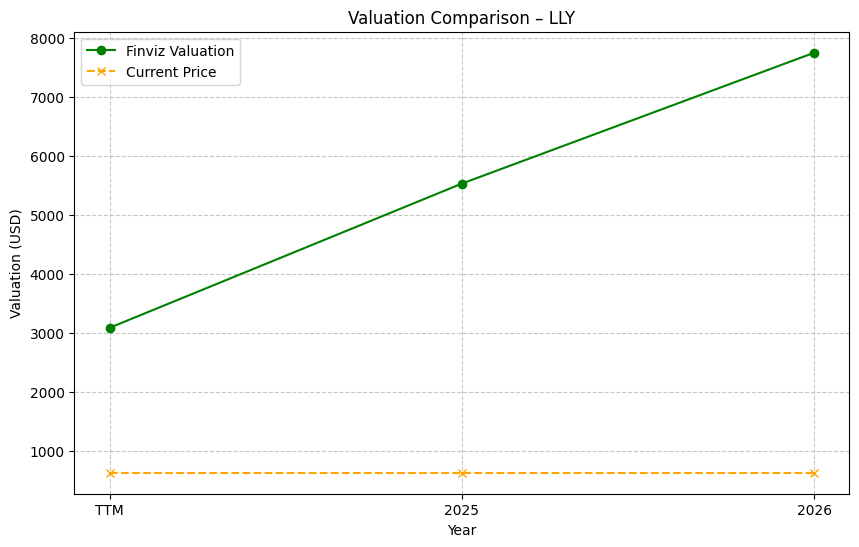 Valuation Comparison – LLY
Finviz Valuation
Current Price
8000
7000
6000
5000
4000
3000
2000
1000
Valuation (USD)
TTM
2025
2026
Year